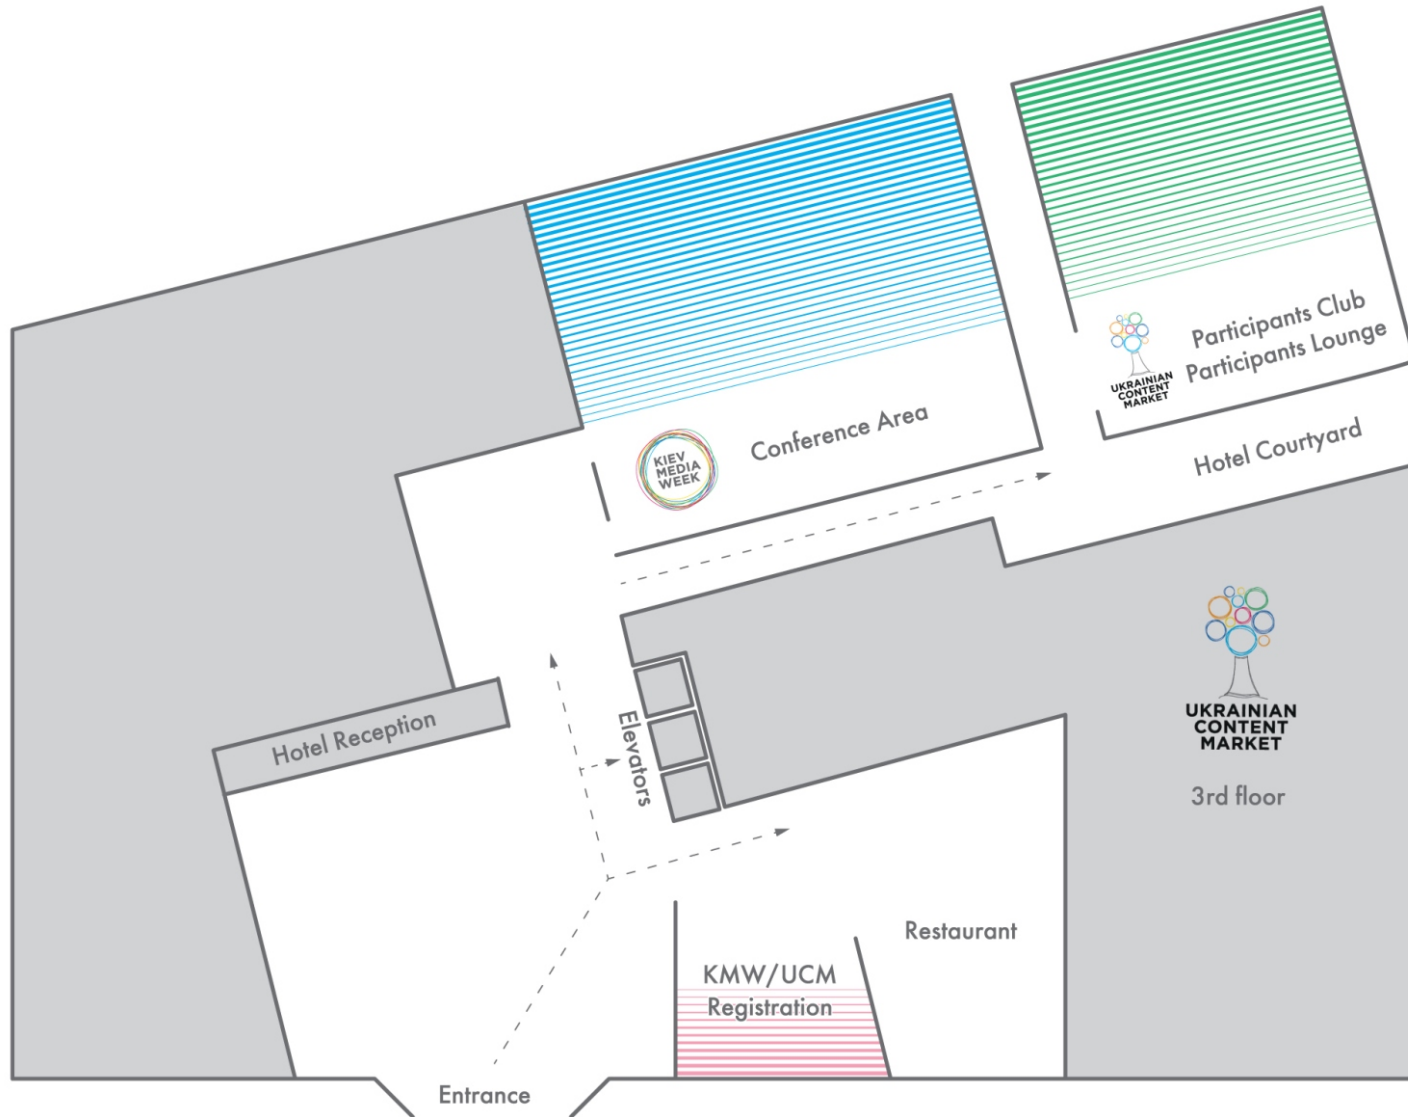 Participants Club
Participants Lounge
UKRAINIAN
CONTENT
MARKET
Conference Area
KIEV
MEDIA
WEEK
Hotel Courtyard
UKRAINIAN
CONTENT
MARKET
3rd floor
Elevators
Hotel Reception
Restaurant
KMW/UCM
Registration
Entrance